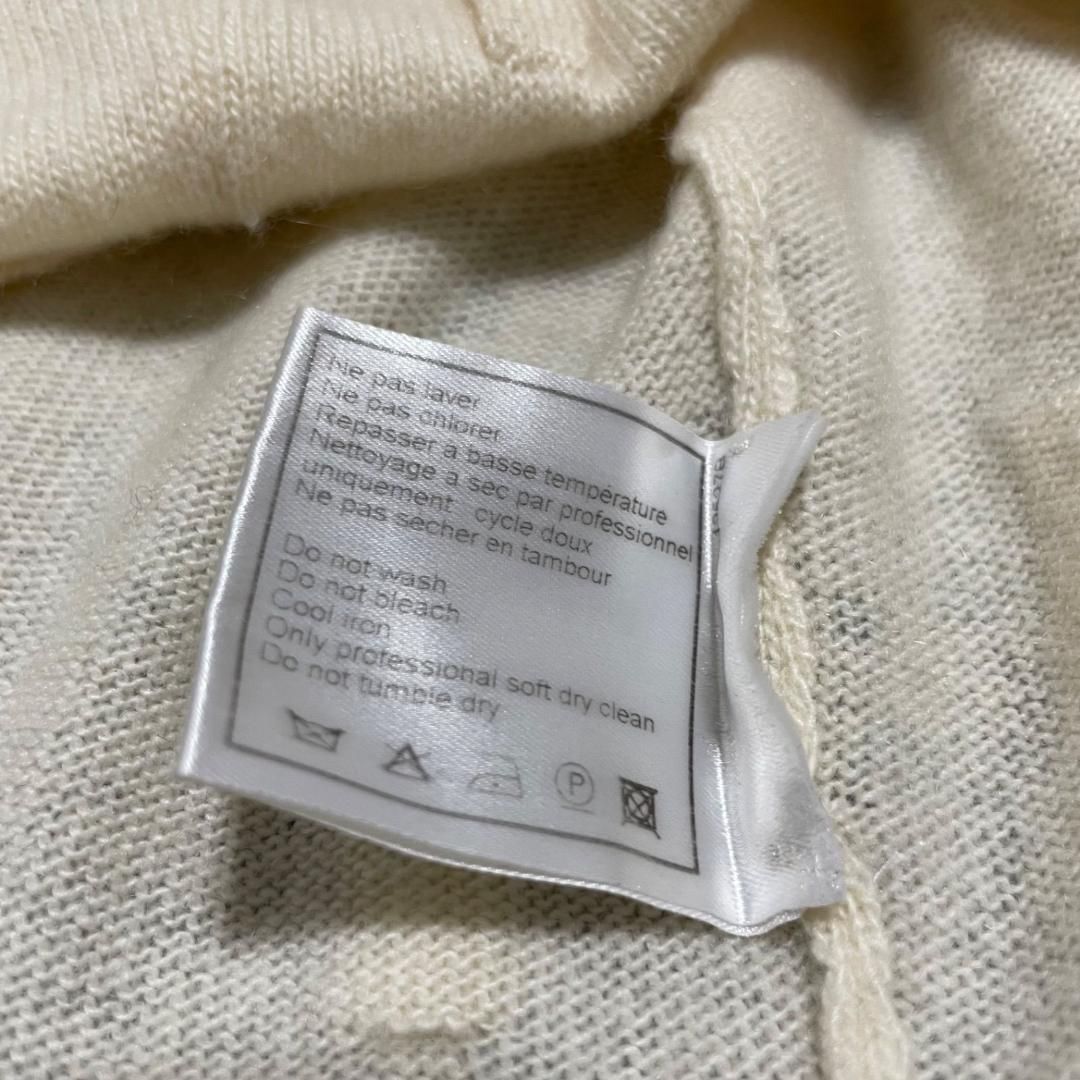 Ne pas laver
Ne pas chlorer
Repasser a basse température
Nettoyage a sec par professionnel
uniquement cycle doux
Ne pas sécher en tambour
Do not wash
Do not bleach
Cool iron
Only professional soft dry clean
Do not tumble dry
P